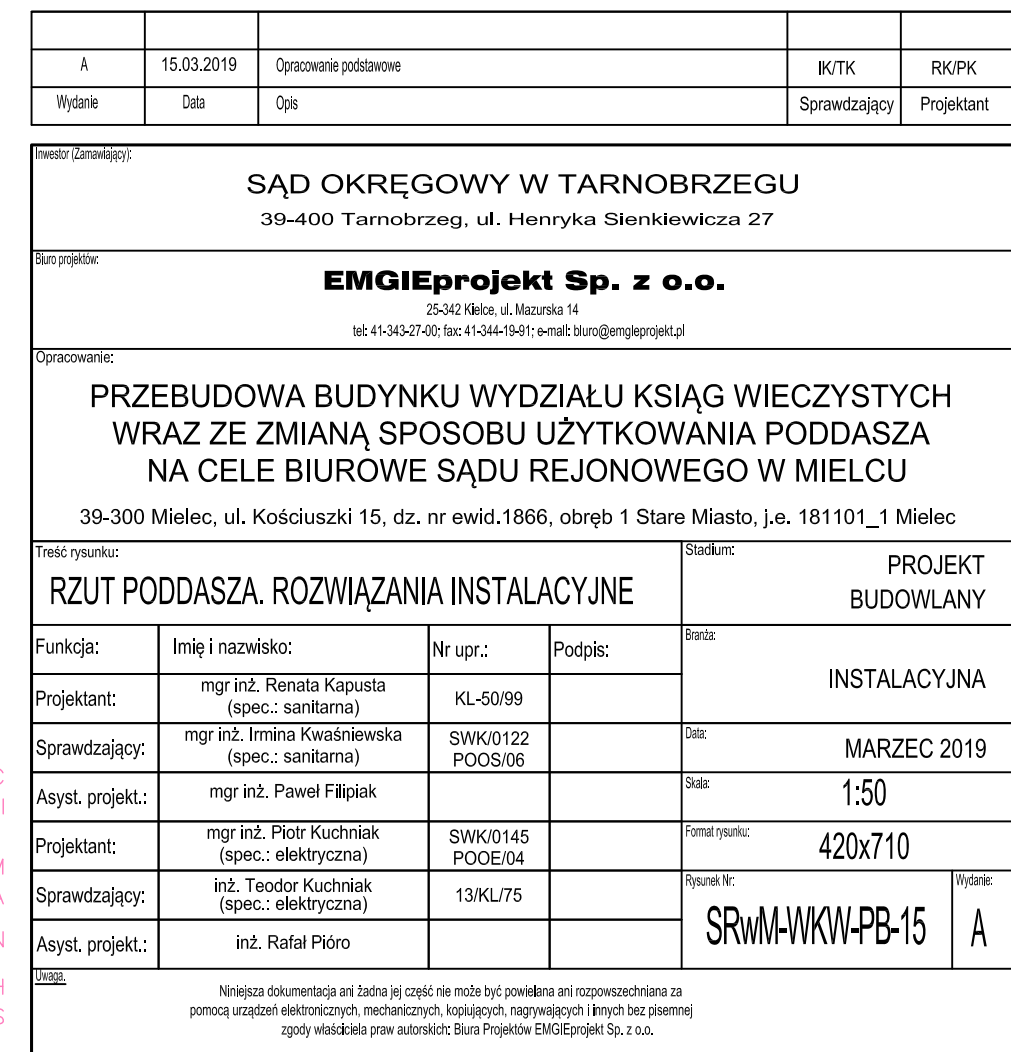 A 15.03.2019 Opracowanie podstawowe IK/TK RK/PK
Wydanie Data Opis Sprawdzający Projektant
Inwestor (Zamawiający):
SĄD OKRĘGOWY W TARNOBRZEGU
39-400 Tarnobrzeg, ul. Henryka Sienkiewicza 27
Biuro projektów:
EMGIEprojekt Sp. z o.o.
25-342 Kielce, ul. Mazurska 14
tel: 41-343-27-00; fax: 41-344-19-91; e-mail: biuro@emgieprojekt.pl
Opracowanie:
PRZEBUDOWA BUDYNKU WYDZIAŁU KSIĄG WIECZYSTYCH
WRAZ ZE ZMIANĄ SPOSOBU UŻYTKOWANIA PODDASZA
NA CELE BIUROWE SĄDU REJONOWEGO W MIELCU
39-300 Mielec, ul. Kościuszki 15, dz. nr ewid.1866, obręb 1 Stare Miasto, j.e. 181101_1 Mielec
Treść rysunku:
RZUT PODDASZA. ROZWIĄZANIA INSTALACYJNE
Stadium:
PROJEKT
BUDOWLANY
Funkcja: Imię i nazwisko: Nr upr.: Podpis:
Branża:
INSTALACYJNA
Projektant: mgr inż. Renata Kapusta
(spec.: sanitarna)
KL-50/99
Sprawdzający: mgr inż. Irmina Kwaśniewska
(spec.: sanitarna)
SWK/0122
POOS/06
Data:
MARZEC 2019
Asyst. projekt.: mgr inż. Paweł Filipiak
Skala:
1:50
Projektant: mgr inż. Piotr Kuchniak
(spec.: elektryczna)
SWK/0145
POOE/04
Format rysunku:
420x710
Sprawdzający: inż. Teodor Kuchniak
(spec.: elektryczna)
13/KL/75
Asyst. projekt.: inż. Rafał Pióro
Rysunek Nr:
SRwM-WKW-PB-15
Wydanie:
A
Uwaga.
Niniejsza dokumentacja ani żadna jej część nie może być powielana ani rozpowszechniana za
pomocą urządzeń elektronicznych, mechanicznych, kopiujących, nagrywających i innych bez pisemnej
zgody właściciela praw autorskich: Biura Projektów EMGIEprojekt Sp. z o.o.